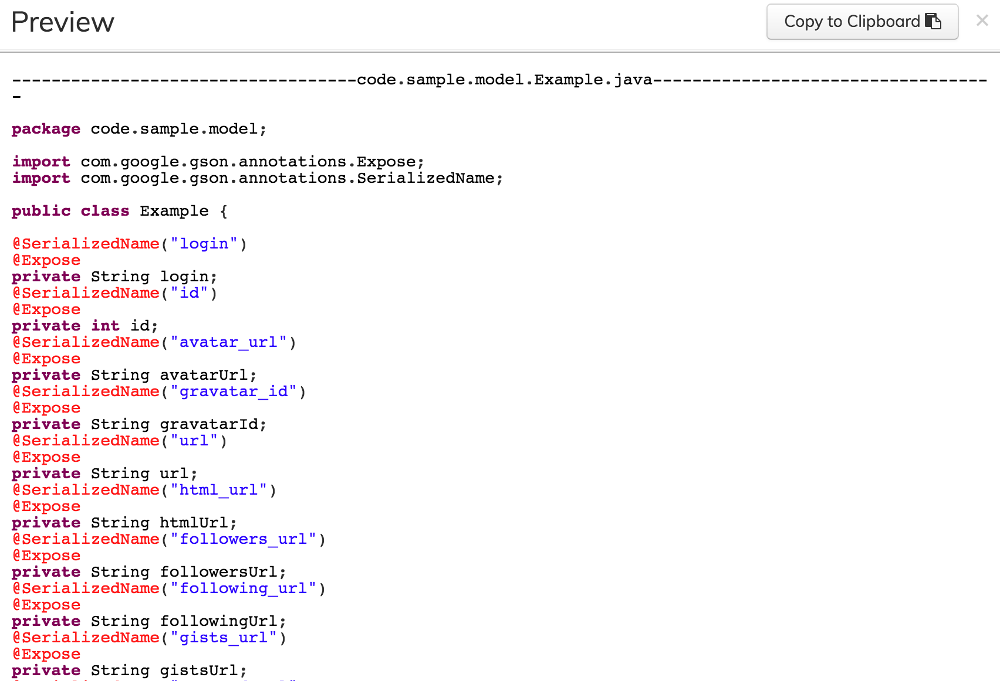 Preview
Copy to Clipboard
-----------------------------------code.sample.model.Example.java----------------------------------
-
package code.sample.model;
import com.google.gson.annotations.Expose;
import com.google.gson.annotations.SerializedName;
public class Example {
@SerializedName("login")
@Expose
private String login;
@SerializedName("id")
@Expose
private int id;
@SerializedName("avatar_url")
@Expose
private String avatarUrl;
@SerializedName("gravatar_id")
@Expose
private String gravatarId;
@SerializedName("url")
@Expose
private String url;
@SerializedName("html_url")
@Expose
private String htmlUrl;
@SerializedName("followers_url")
@Expose
private String followersUrl;
@SerializedName("following_url")
@Expose
private String followingUrl;
@SerializedName("gists_url")
@Expose
private String gistsUrl;